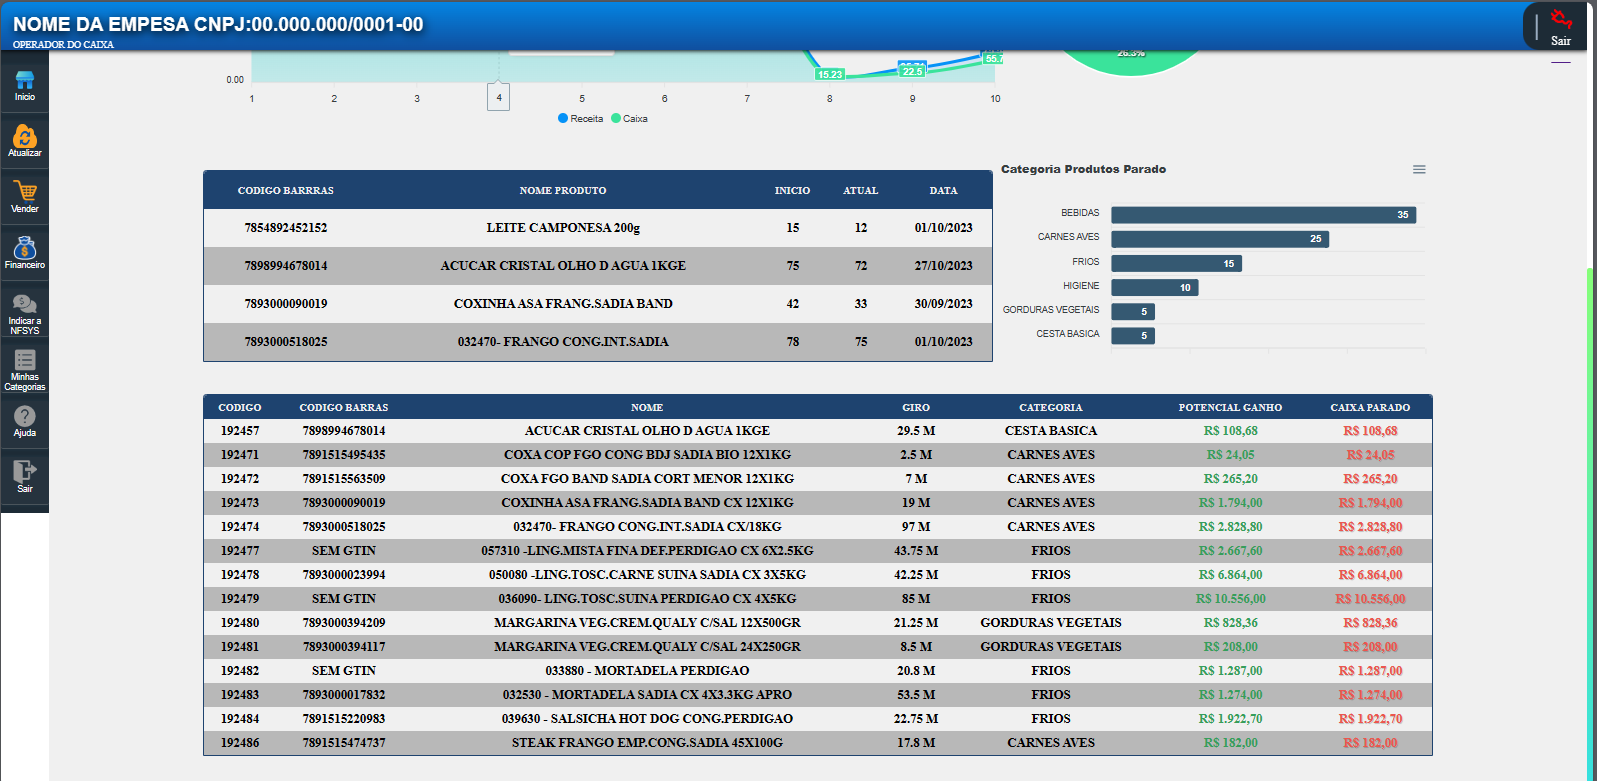 NOME DA EMPESA CNPJ:00.000.000/0001-00
OPERADOR DO CAIXA
Sair
Inicio
Atualizar
Vender
Financeiro
Indicar a
NFSYS
Minhas
Categorias
Ajuda
Sair
26.3%
15.23
22.5
55.7
0.00
1 2 3 4 5 6 7 8 9 10
Receita Caixa
CODIGO BARRRAS NOME PRODUTO INICIO ATUAL DATA
7854892452152 LEITE CAMPONESA 200g 15 12 01/10/2023
7898994678014 ACUCAR CRISTAL OLHO D AGUA 1KGE 75 72 27/10/2023
7893000090019 COXINHA ASA FRANG.SADIA BAND 42 33 30/09/2023
7893000518025 032470- FRANGO CONG.INT.SADIA 78 75 01/10/2023
Categoria Produtos Parado
BEBIDAS 35
CARNES AVES 25
FRIOS 15
HIGIENE 10
GORDURAS VEGETAIS 5
CESTA BASICA 5
CODIGO CODIGO BARRAS NOME GIRO CATEGORIA POTENCIAL GANHO CAIXA PARADO
192457 7898994678014 ACUCAR CRISTAL OLHO D AGUA 1KGE 29.5 M CESTA BASICA R$ 108,68 R$ 108,68
192471 7891515495435 COXA COP FGO CONG BDJ SADIA BIO 12X1KG 2.5 M CARNES AVES R$ 24,05 R$ 24,05
192472 7891515563509 COXA FGO BAND SADIA CORT MENOR 12X1KG 7 M CARNES AVES R$ 265,20 R$ 265,20
192473 7893000090019 COXINHA ASA FRANG.SADIA BAND CX 12X1KG 19 M CARNES AVES R$ 1.794,00 R$ 1.794,00
192474 7893000518025 032470- FRANGO CONG.INT.SADIA CX/18KG 97 M CARNES AVES R$ 2.828,80 R$ 2.828,80
192477 SEM GTIN 057310 -LING.MISTA FINA DEF.PERDIGAO CX 6X2.5KG 43.75 M FRIOS R$ 2.667,60 R$ 2.667,60
192478 7893000023994 050080 -LING.TOSC.CARNE SUINA SADIA CX 3X5KG 42.25 M FRIOS R$ 6.864,00 R$ 6.864,00
192479 SEM GTIN 036090- LING.TOSC.SUINA PERDIGAO CX 4X5KG 85 M FRIOS R$ 10.556,00 R$ 10.556,00
192480 7893000394209 MARGARINA VEG.CREM.QUALY C/SAL 12X500GR 21.25 M GORDURAS VEGETAIS R$ 828,36 R$ 828,36
192481 7893000394117 MARGARINA VEG.CREM.QUALY C/SAL 24X250GR 8.5 M GORDURAS VEGETAIS R$ 208,00 R$ 208,00
192482 SEM GTIN 033880 - MORTADELA PERDIGAO 20.8 M FRIOS R$ 1.287,00 R$ 1.287,00
192483 7893000017832 032530 - MORTADELA SADIA CX 4X3.3KG APRO 53.5 M FRIOS R$ 1.274,00 R$ 1.274,00
192484 7891515220983 039630 - SALSICHA HOT DOG CONG.PERDIGAO 22.75 M FRIOS R$ 1.922,70 R$ 1.922,70
192486 7891515474737 STEAK FRANGO EMP.CONG.SADIA 45X100G 17.8 M CARNES AVES R$ 182,00 R$ 182,00